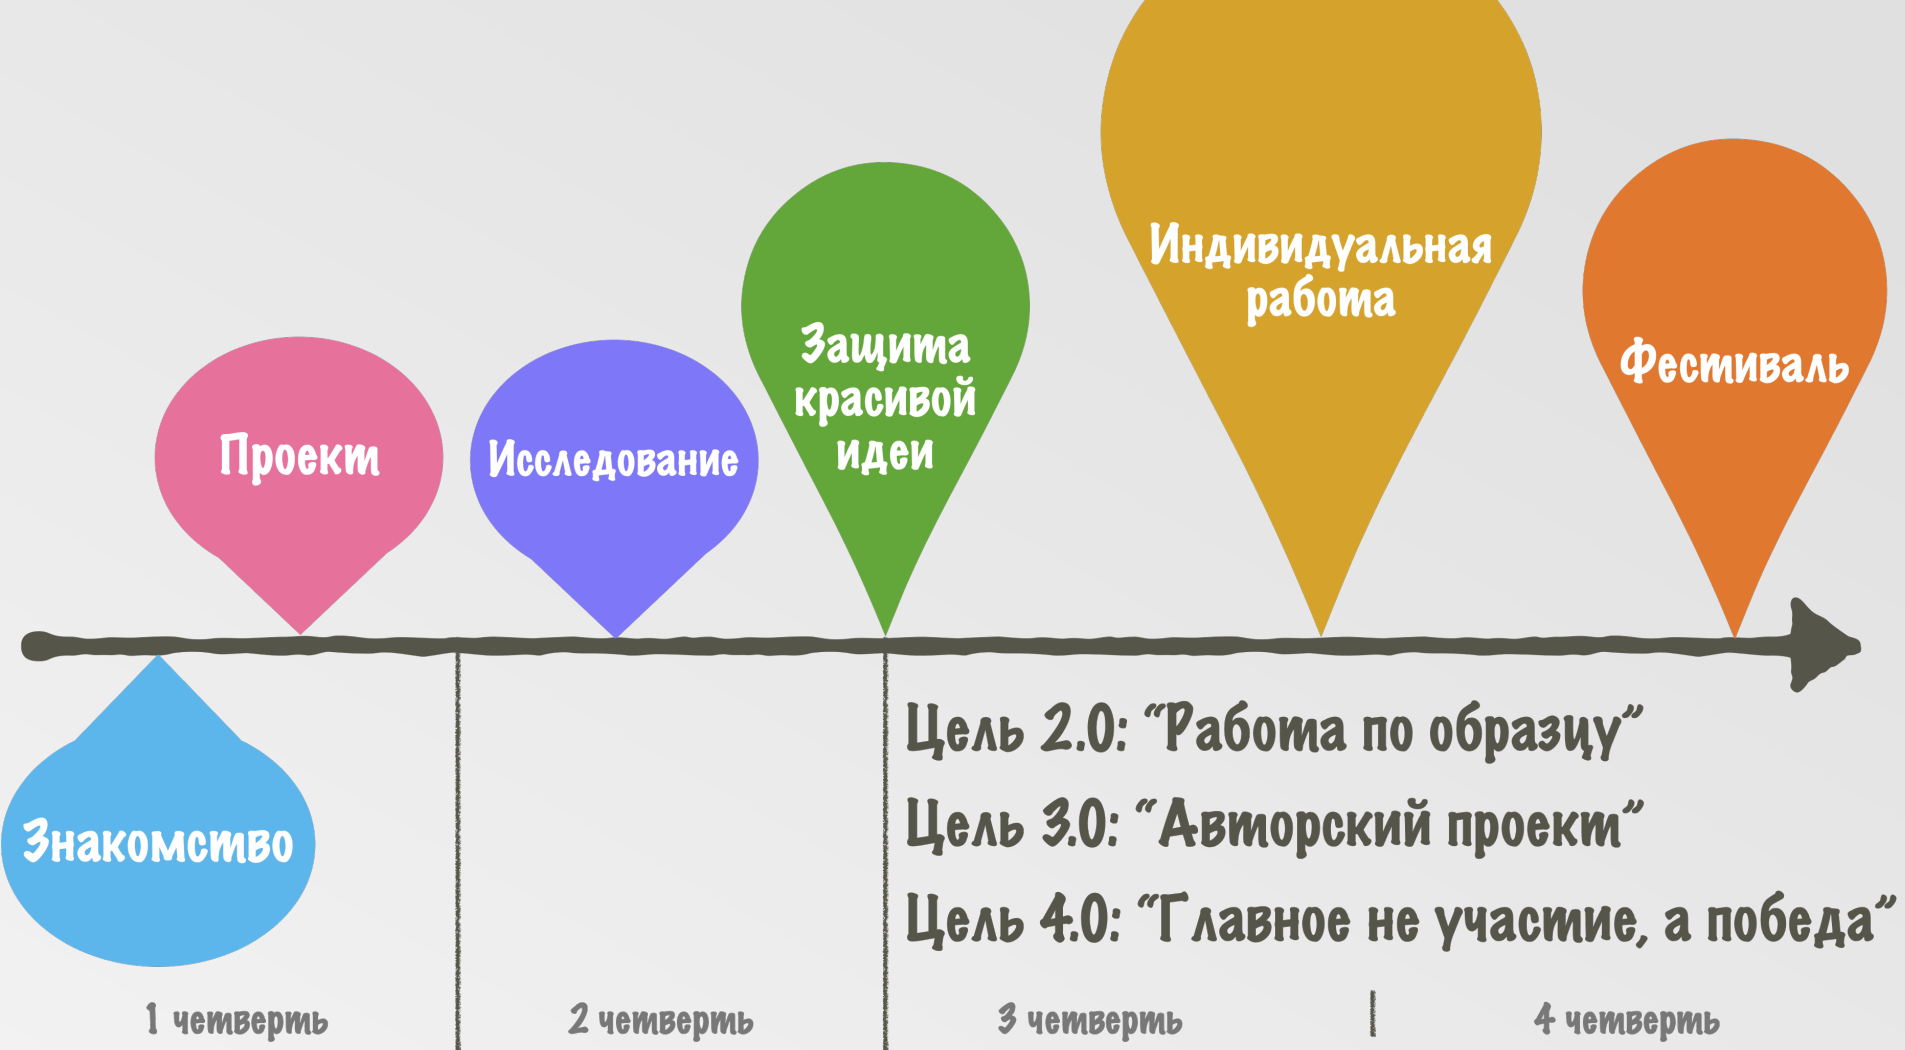 Индивидуальная
работа
Защита
красивой
идеи
Фестиваль
Проект
Исследование
Знакомство
Цель 2.0: “Работа по образцу”
Цель 3.0: “Авторский проект”
Цель 4.0: “Главное не участие, а победа”
1 четверть
2 четверть
3 четверть
4 четверть